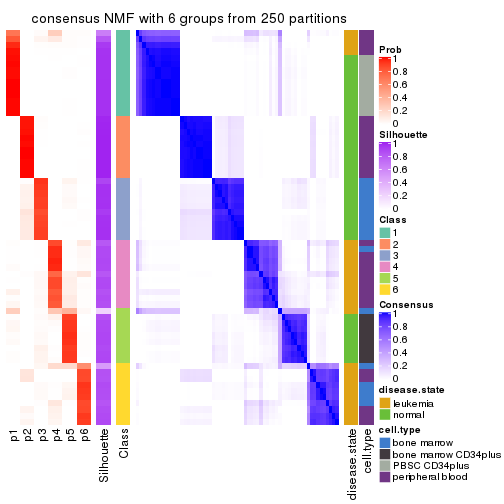 consensus NMF with 6 groups from 250 partitions
Prob
1
0.8
0.6
0.4
0.2
0
Silhouette
1
0.8
0.6
0.4
0.2
0
Class
1
2
3
4
5
6
Consensus
1
0.8
0.6
0.4
0.2
0
disease.state
leukemia
normal
cell.type
bone marrow
bone marrow CD34plus
PBSC CD34plus
peripheral blood
p1
p2
p3
p4
p5
p6
Silhouette
Class
disease.state
cell.type